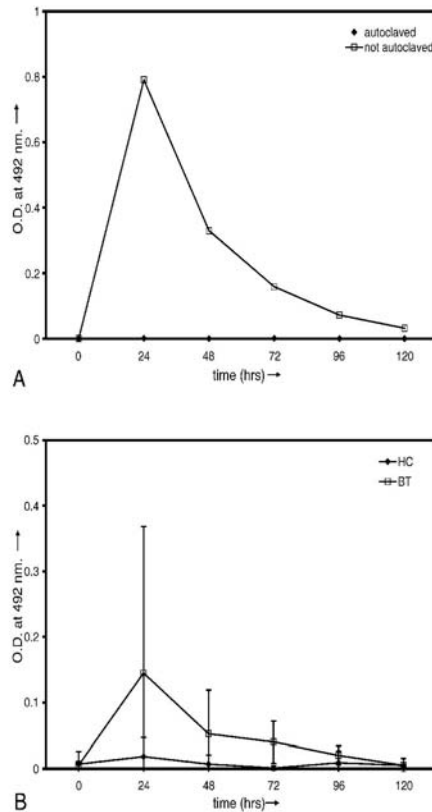 1
autoclaved
not autoclaved
0.8
0.6
0.4
0.2
0
O.D. at 492 nm. →
0 24 48 72 96 120
time (hrs) →
A
0.5
HC
BT
0.4
0.3
0.2
0.1
0
O.D. at 492 nm. →
0 24 48 72 96 120
time (hrs) →
B